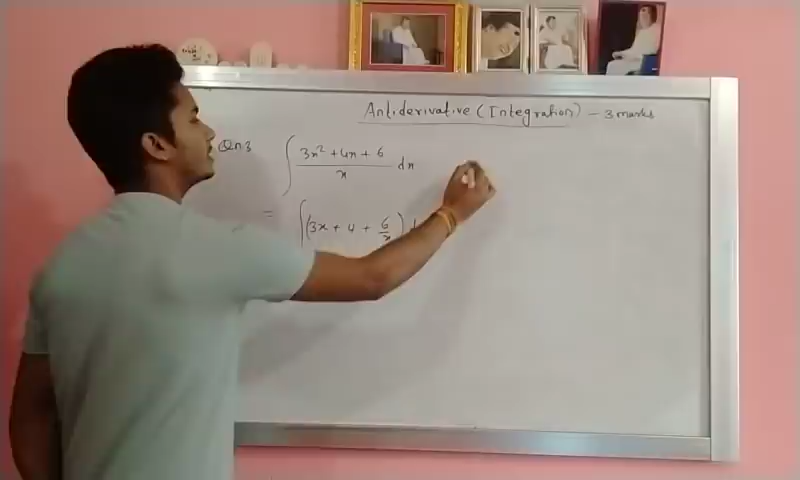 Antiderivative (Integration) - 3 marks
Qn 3 ∫ (3x² + 4x + 6)/x dx
= ∫(3x + 4 + 6/x) d